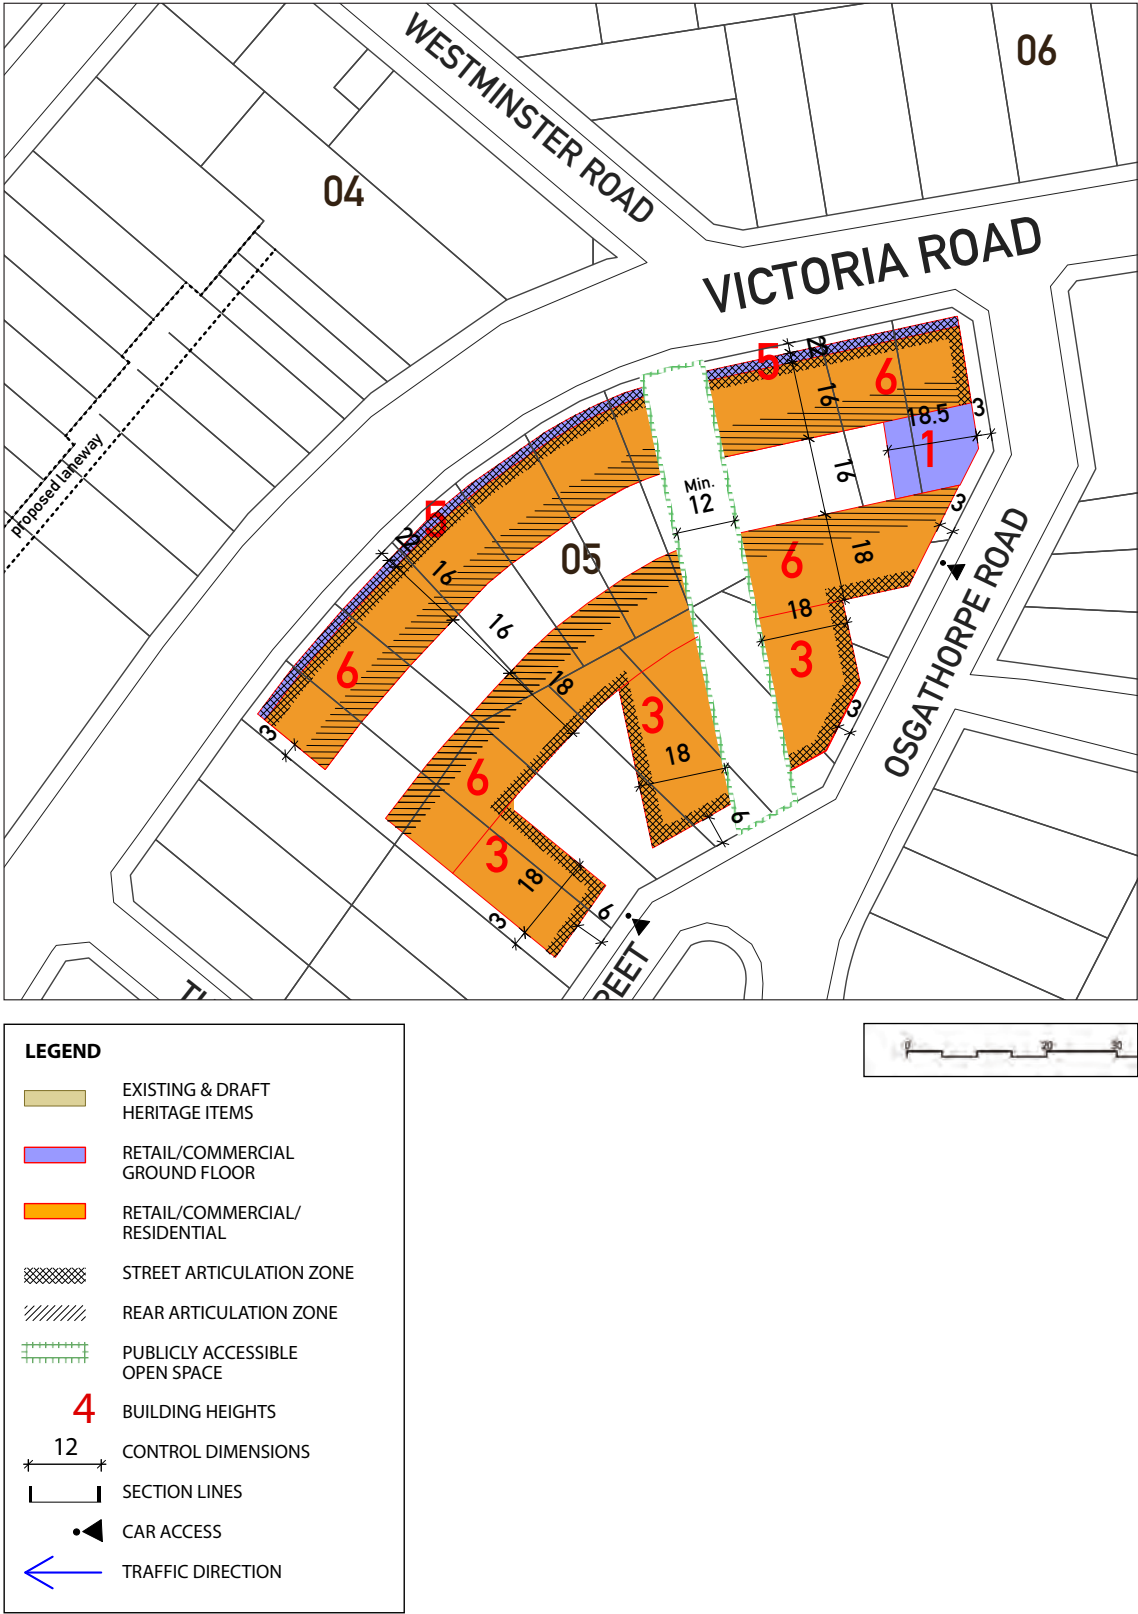 WESTMINSTER ROAD
06
04
VICTORIA ROAD
proposed laneway
5
6
16
18.5
3
1
16
Min.
12
3
5
22
16
05
16
6
18
6
18
3
18
3
3
OSGATHORPE ROAD
6
3
18
6
3
18
3
6
6
REET
LEGEND
EXISTING & DRAFT
HERITAGE ITEMS
RETAIL/COMMERCIAL
GROUND FLOOR
RETAIL/COMMERCIAL/
RESIDENTIAL
STREET ARTICULATION ZONE
REAR ARTICULATION ZONE
PUBLICLY ACCESSIBLE
OPEN SPACE
4 BUILDING HEIGHTS
12 CONTROL DIMENSIONS
SECTION LINES
CAR ACCESS
TRAFFIC DIRECTION